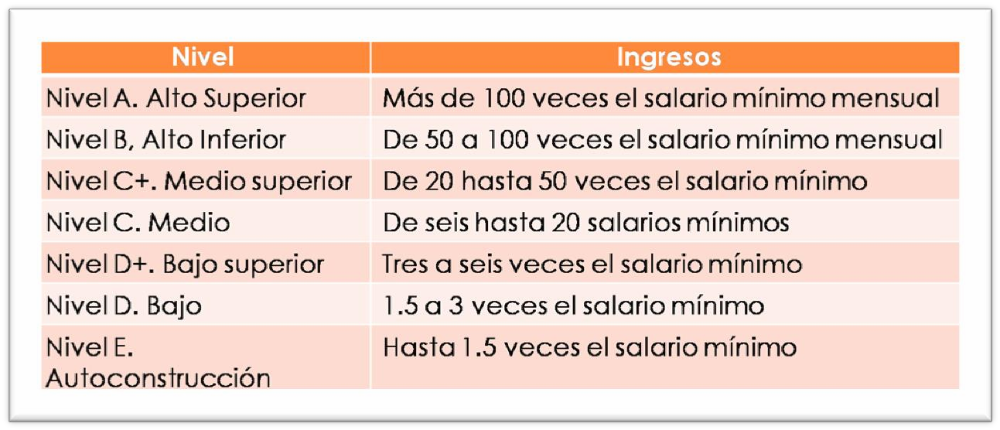 Nivel Ingresos
Nivel A. Alto Superior Más de 100 veces el salario mínimo mensual
Nivel B, Alto Inferior De 50 a 100 veces el salario mínimo mensual
Nivel C+. Medio superior De 20 hasta 50 veces el salario mínimo
Nivel C. Medio De seis hasta 20 salarios mínimos
Nivel D+. Bajo superior Tres a seis veces el salario mínimo
Nivel D. Bajo 1.5 a 3 veces el salario mínimo
Nivel E. Hasta 1.5 veces el salario mínimo
Autoconstrucción